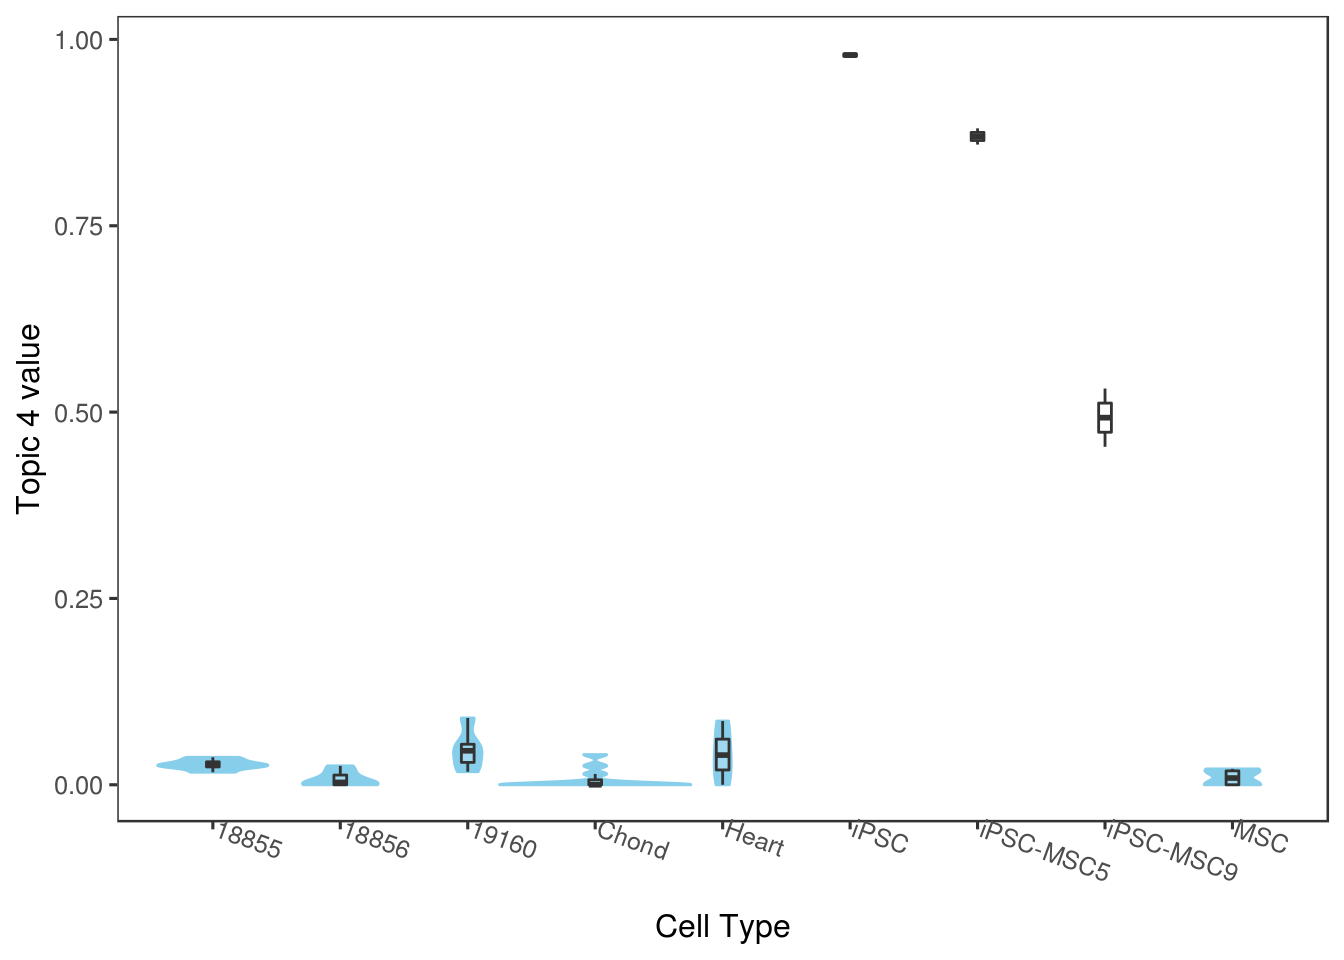 1.00
0.75
0.50
0.25
0.00
Topic 4 value
18855
18856
19160
Chond
Heart
iPSC
iPSC-MSC5
iPSC-MSC9
MSC
Cell Type